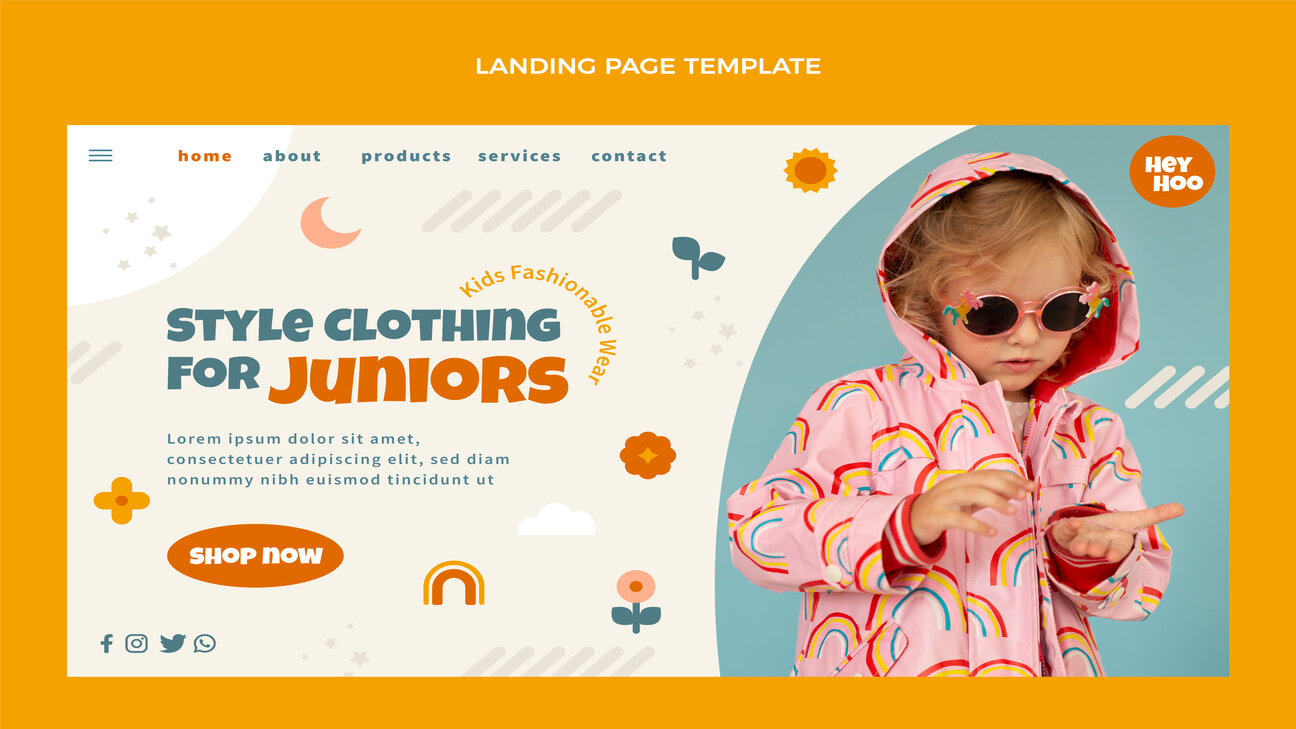 LANDING PAGE TEMPLATE
home about products services contact
HEY
HOO
Kids Fashionable Wear
STYLE CLOTHING
FOR JUNIORS
Lorem ipsum dolor sit amet,
consectetuer adipiscing elit, sed diam
nonummy nibh euismod tincidunt ut
SHOP NOW